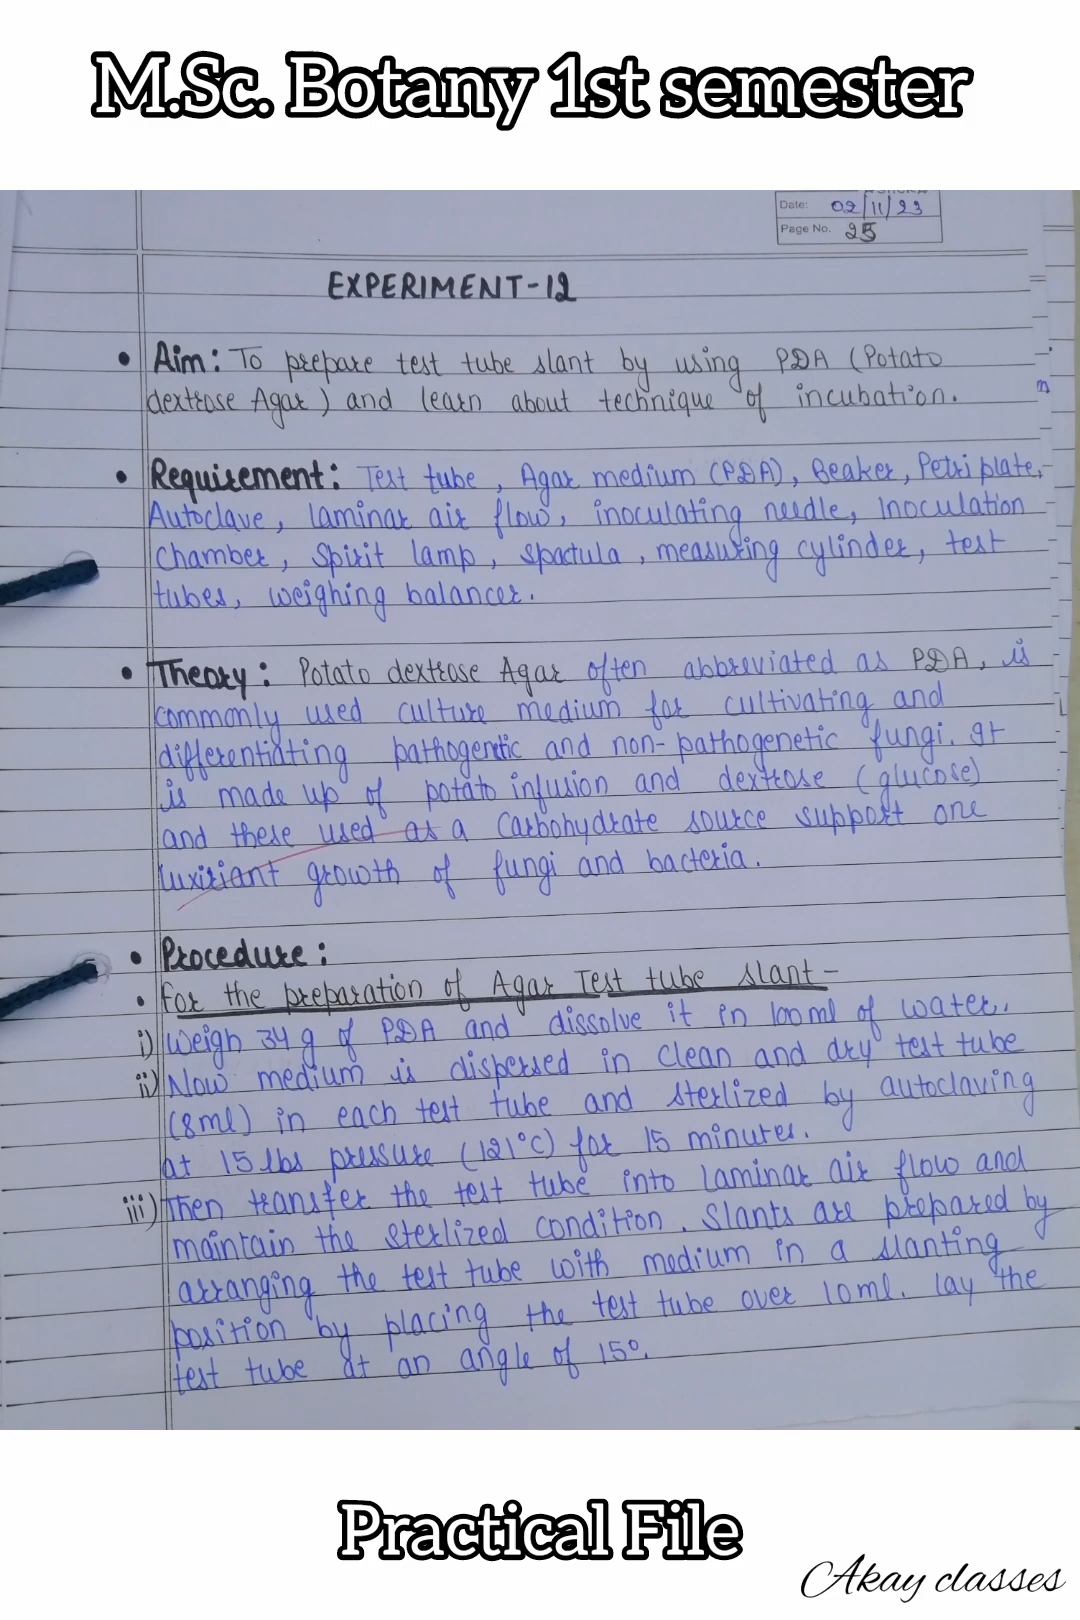 M.Sc. Botany 1st semester
Date: 02/11/23
Page No. 25
EXPERIMENT-12
• Aim: To prepare test tube slant by using PDA (Potato
dextrose Agar) and learn about technique of incubation.
• Requirement: Test tube, Agar medium (PDA), Beaker, Petri plate,
Autoclave, laminar air flow, inoculating needle, Inoculation
chamber, Spirit lamp, spactula, measuring cylinder, test
tubes, weighing balancer.
• Theory: Potato dextrose Agar often abbreviated as PDA, is
commonly used culture medium for cultivating and
differentiating pathogenetic and non-pathogenetic fungi. It
is made up of potato infusion and dextrose (glucose)
and these used as a Carbohydrate source support one
luxiriant growth of fungi and bacteria.
• Procedure:
• For the preparation of Agar Test tube slant -
i) Weigh 34 g of PDA and dissolve it in 100 ml of water.
ii) Now medium is dispersed in clean and dry test tube
(8ml) in each test tube and sterlized by autoclaving
at 15 lbs pressure (121°C) for 15 minutes.
iii) Then transfer the test tube into laminar air flow and
maintain the sterlized condition. Slants are prepared by
arranging the test tube with medium in a slanting
position by placing the test tube over 10ml. lay the
test tube at an angle of 15°.
Practical File
Akay classes